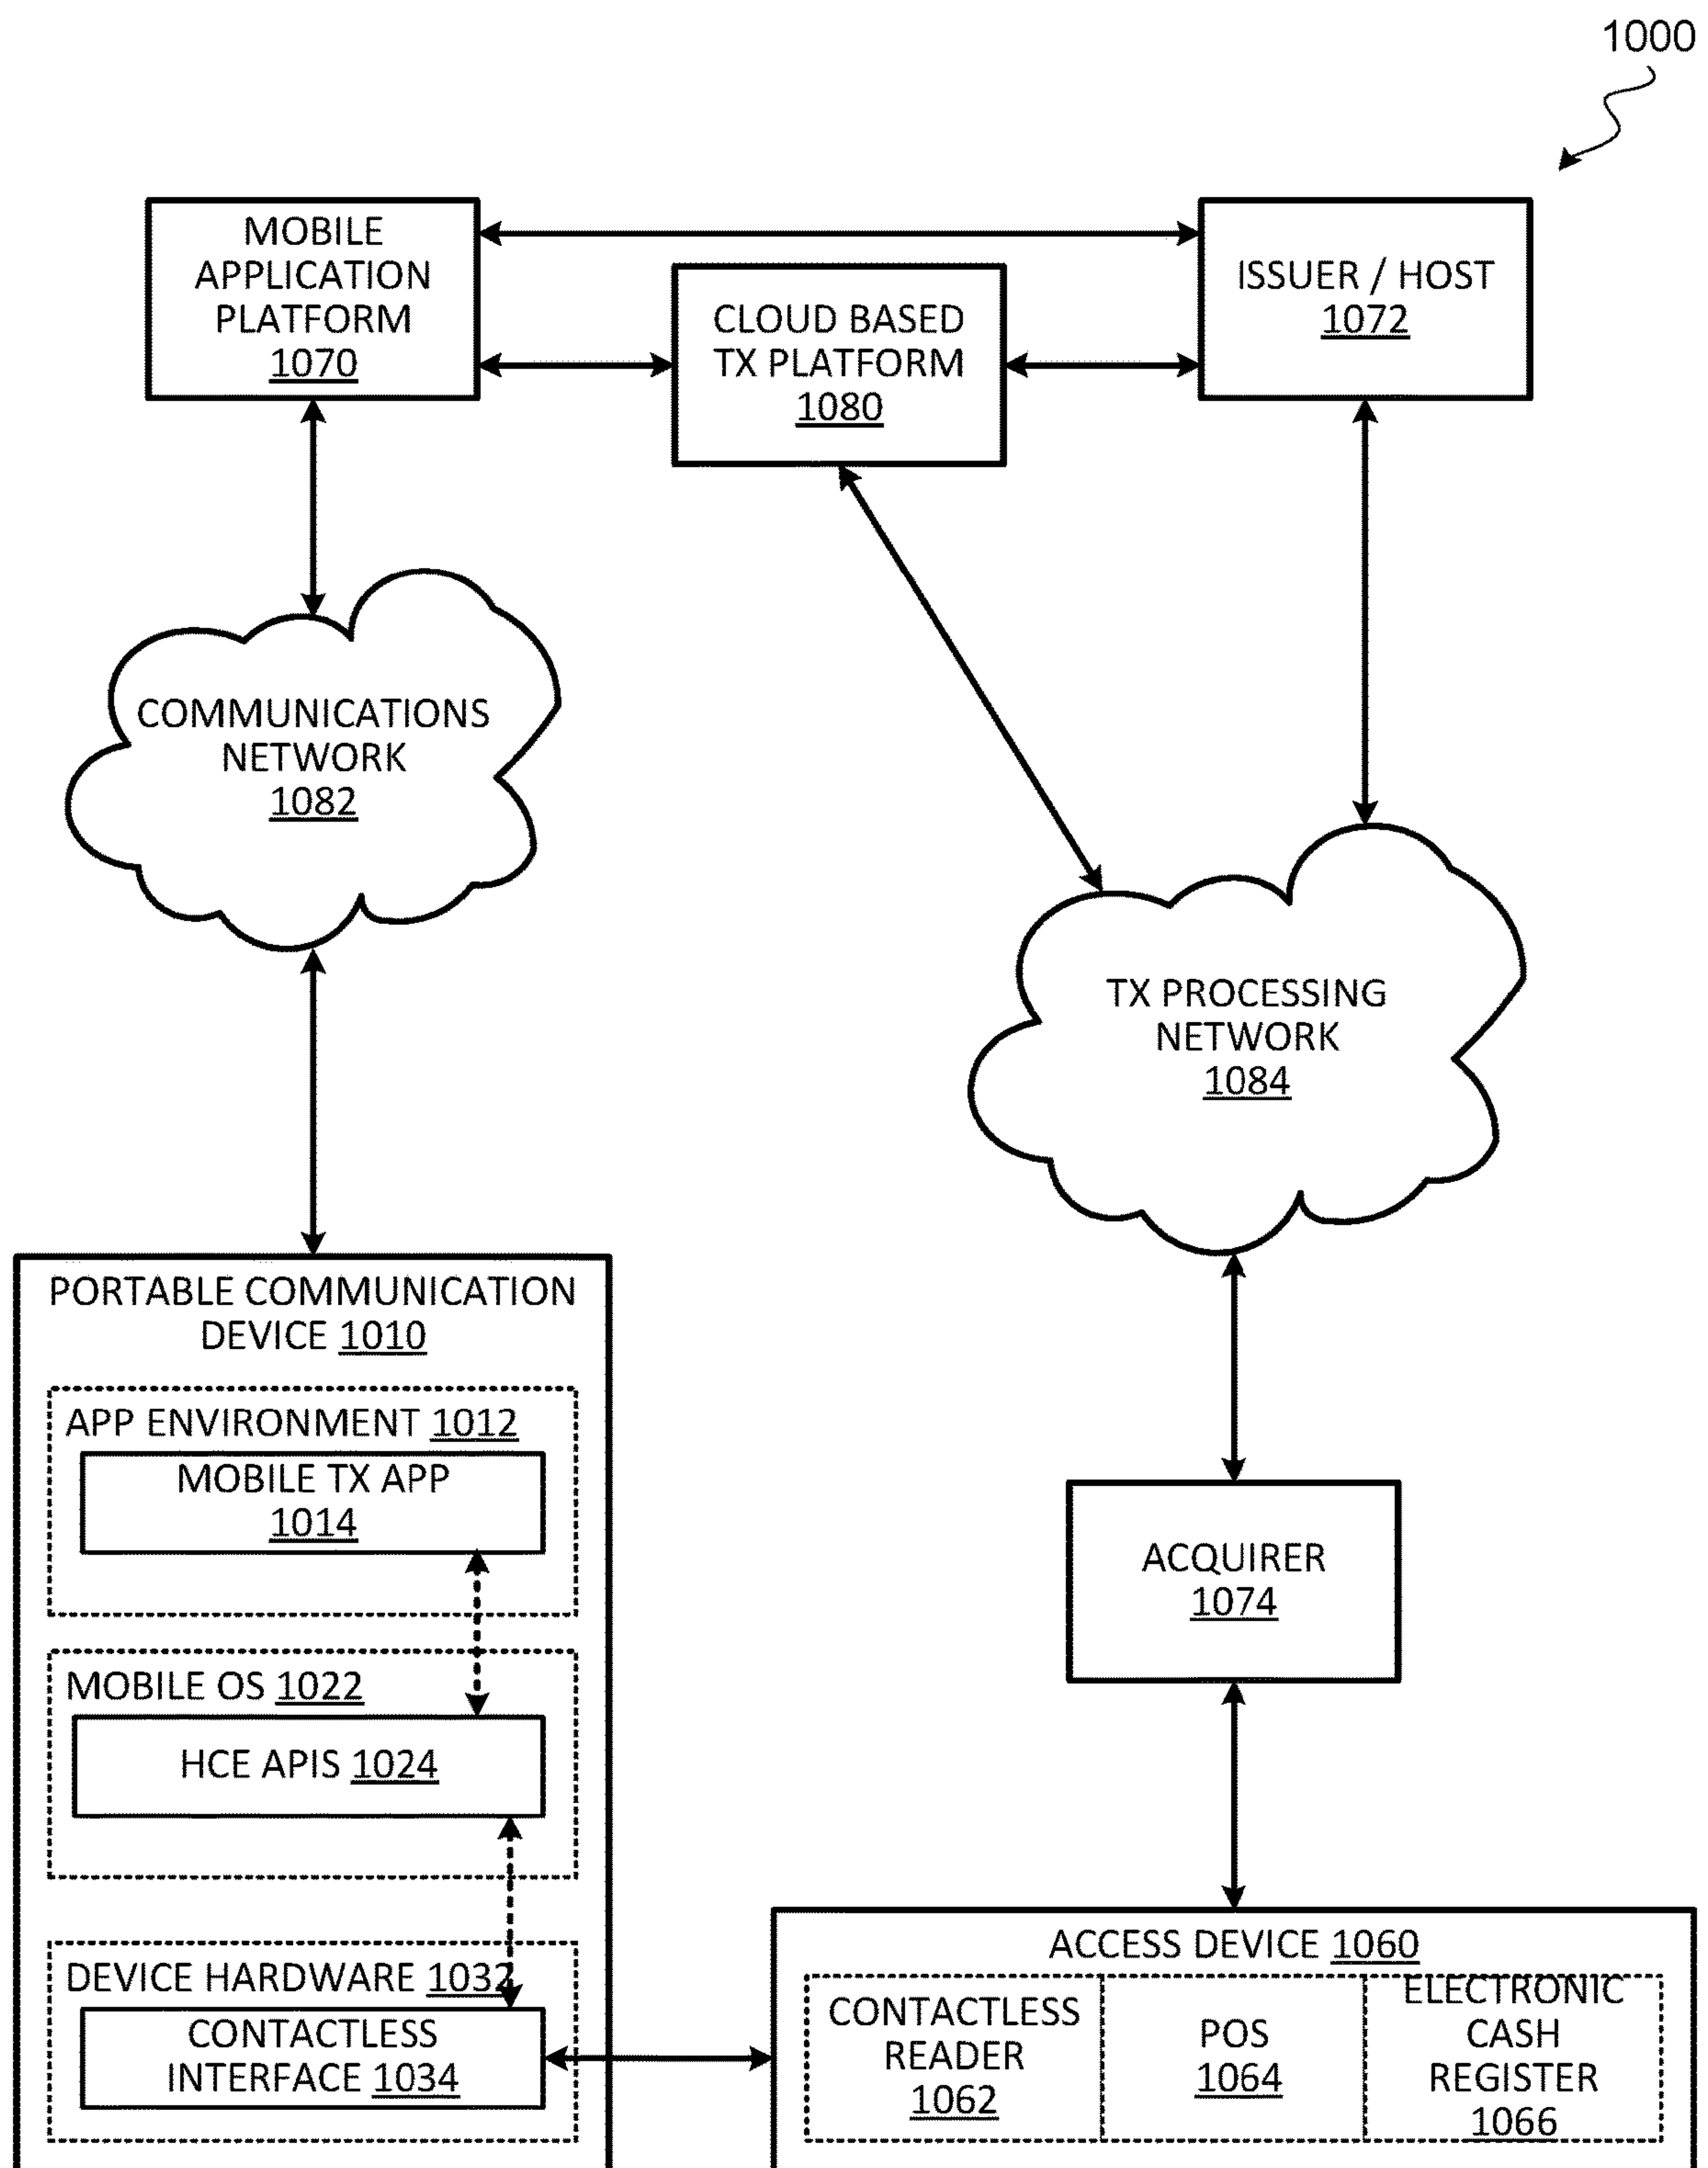 1000
MOBILE
APPLICATION
PLATFORM
1070
CLOUD BASED
TX PLATFORM
1080
ISSUER / HOST
1072
COMMUNICATIONS
NETWORK
1082
TX PROCESSING
NETWORK
1084
PORTABLE COMMUNICATION
DEVICE 1010
APP ENVIRONMENT 1012
MOBILE TX APP
1014
MOBILE OS 1022
HCE APIS 1024
DEVICE HARDWARE 1032
CONTACTLESS
INTERFACE 1034
ACQUIRER
1074
ACCESS DEVICE 1060
CONTACTLESS
READER
1062
POS
1064
ELECTRONIC
CASH
REGISTER
1066